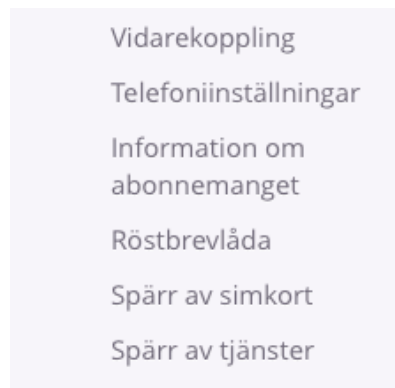 Vidarekoppling
Telefoniinställningar
Information om
abonnemanget
Röstbrevlåda
Spärr av simkort
Spärr av tjänster